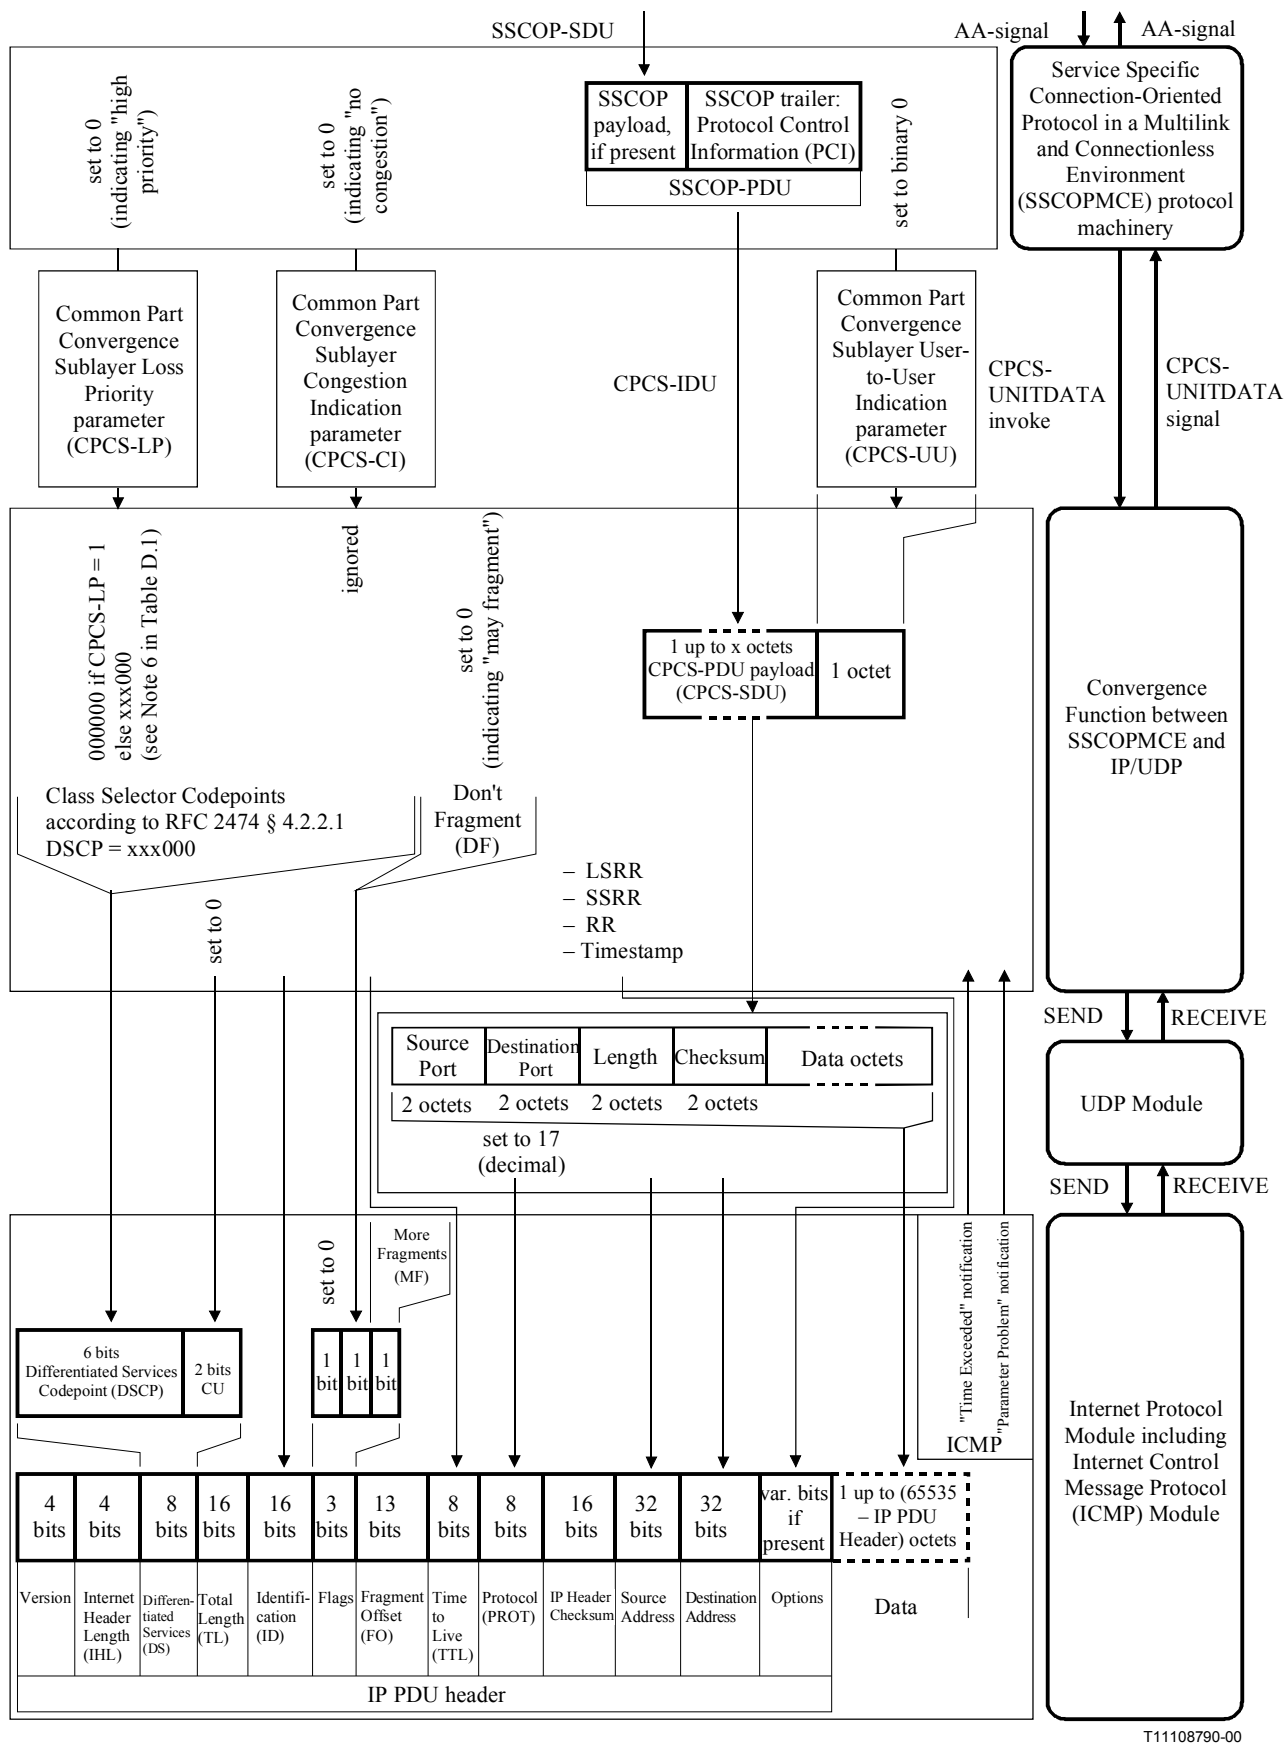 SSCOP-SDU
AA-signal
AA-signal
set to 0
(indicating "high
priority")
set to 0
(indicating "no
congestion")
SSCOP
payload,
if present
SSCOP trailer:
Protocol Control
Information (PCI)
SSCOP-PDU
set to binary 0
Service Specific
Connection-Oriented
Protocol in a Multilink
and Connectionless
Environment
(SSCOPMCE) protocol
machinery
Common Part
Convergence
Sublayer Loss
Priority
parameter
(CPCS-LP)
Common Part
Convergence
Sublayer
Congestion
Indication
parameter
(CPCS-CI)
CPCS-IDU
Common Part
Convergence
Sublayer User-
to-User
Indication
parameter
(CPCS-UU)
CPCS-
UNITDATA
invoke
CPCS-
UNITDATA
signal
000000 if CPCS-LP = 1
else xxx000
(see Note 6 in Table D.1)
ignored
set to 0
(indicating "may fragment")
1 up to x octets
CPCS-PDU payload
(CPCS-SDU)
1 octet
Convergence
Function between
SSCOPMCE and
IP/UDP
Class Selector Codepoints
according to RFC 2474 § 4.2.2.1
DSCP = xxx000
Don't
Fragment
(DF)
set to 0
– LSRR
– SSRR
– RR
– Timestamp
SEND
RECEIVE
Source
Port
Destination
Port
Length
Checksum
Data octets
2 octets
2 octets
2 octets
2 octets
UDP Module
set to 17
(decimal)
SEND
RECEIVE
set to 0
More
Fragments
(MF)
"Time Exceeded" notification
"Parameter Problem" notification
ICMP
6 bits
Differentiated Services
Codepoint (DSCP)
2 bits
CU
1
bit
1
bit
1
bit
Internet Protocol
Module including
Internet Control
Message Protocol
(ICMP) Module
4
bits
4
bits
8
bits
16
bits
16
bits
3
bits
13
bits
8
bits
8
bits
16
bits
32
bits
32
bits
var. bits
if
present
1 up to (65535
– IP PDU
Header) octets
Version
Internet
Header
Length
(IHL)
Differen-
tiated
Services
(DS)
Total
Length
(TL)
Identifi-
cation
(ID)
Flags
Fragment
Offset
(FO)
Time
to
Live
(TTL)
Protocol
(PROT)
IP Header
Checksum
Source
Address
Destination
Address
Options
Data
IP PDU header
T11108790-00